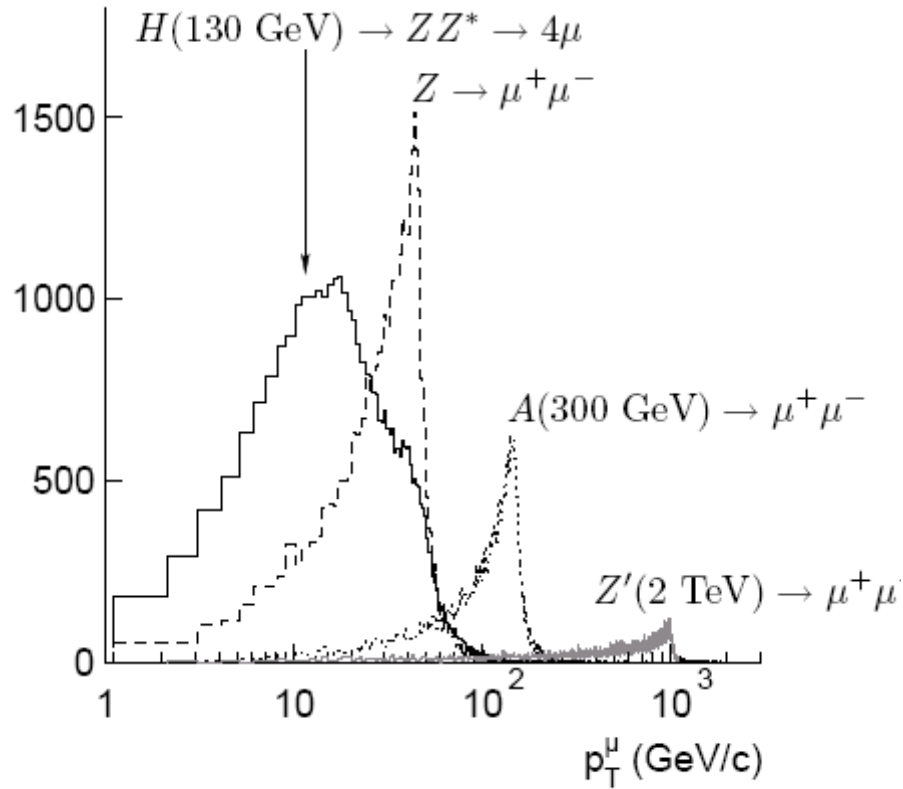 H(130 GeV) → ZZ* → 4μ
Z → μ⁺μ⁻
1500
1000
A(300 GeV) → μ⁺μ⁻
500
Z′(2 TeV) → μ⁺μ
0
1 10 10² 10³
p_T^μ (GeV/c)